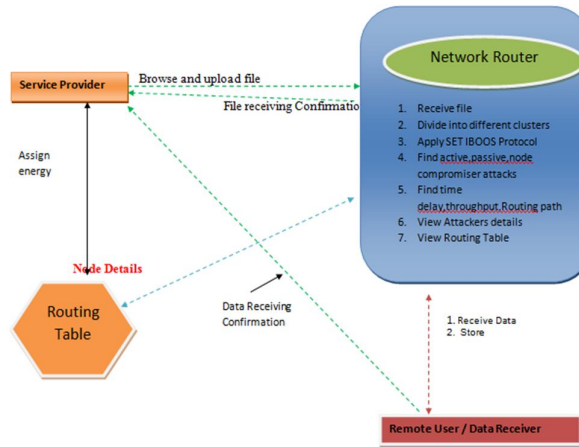 Network Router
Service Provider
Browse and upload file
File receiving Confirmatio
1. Receive file
2. Divide into different clusters
3. Apply SET IBOOS Protocol
4. Find active,passive,node
compromiser attacks
5. Find time
delay,throughput,Routing path
6. View Attackers details
7. View Routing Table
Assign
energy
Node Details
Routing
Table
Data Receiving
Confirmation
1. Receive Data
2. Store
Remote User / Data Receiver